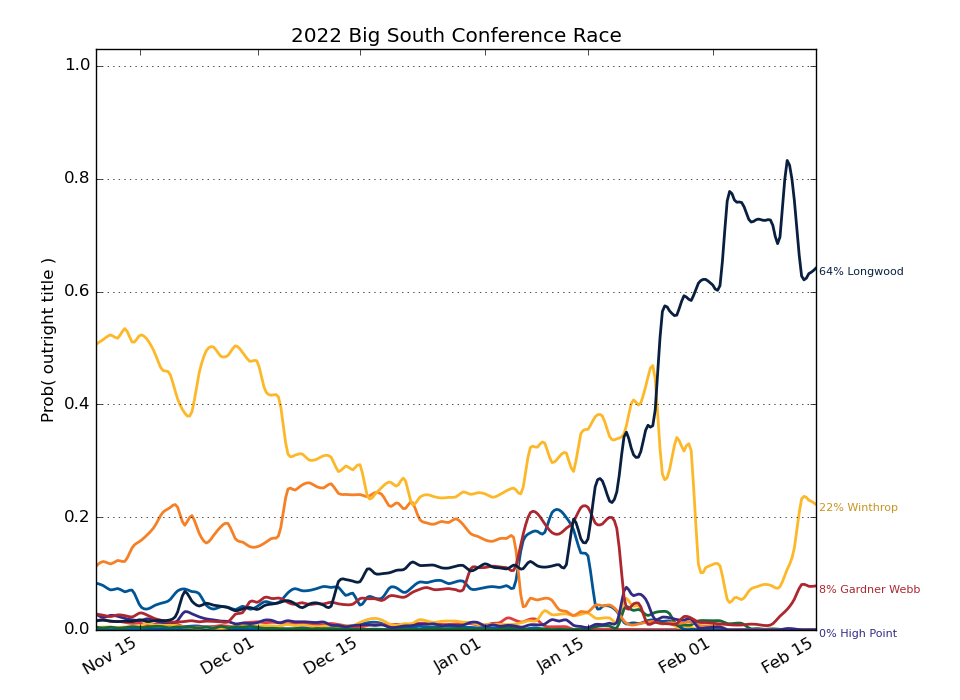 2022 Big South Conference Race
Prob( outright title )
1.0
0.8
0.6
0.4
0.2
0.0
64% Longwood
22% Winthrop
8% Gardner Webb
0% High Point
Nov 15
Dec 01
Dec 15
Jan 01
Jan 15
Feb 01
Feb 15